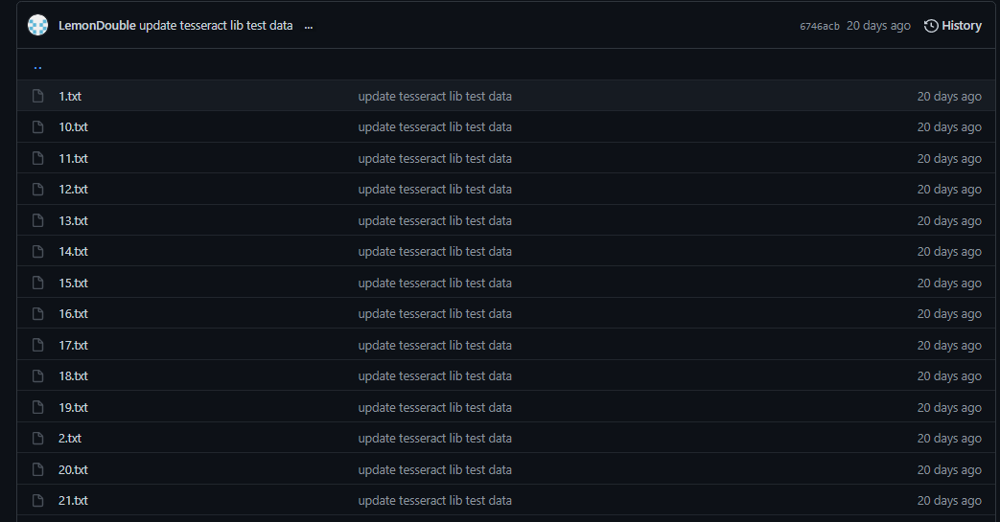 LemonDouble update tesseract lib test data ... 6746acb 20 days ago History
..
1.txt update tesseract lib test data 20 days ago
10.txt update tesseract lib test data 20 days ago
11.txt update tesseract lib test data 20 days ago
12.txt update tesseract lib test data 20 days ago
13.txt update tesseract lib test data 20 days ago
14.txt update tesseract lib test data 20 days ago
15.txt update tesseract lib test data 20 days ago
16.txt update tesseract lib test data 20 days ago
17.txt update tesseract lib test data 20 days ago
18.txt update tesseract lib test data 20 days ago
19.txt update tesseract lib test data 20 days ago
2.txt update tesseract lib test data 20 days ago
20.txt update tesseract lib test data 20 days ago
21.txt update tesseract lib test data 20 days ago